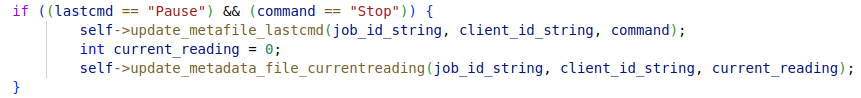 if ((lastcmd == "Pause") && (command == "Stop")) {
        self->update_metafile_lastcmd(job_id_string, client_id_string, command);
        int current_reading = 0;
        self->update_metadata_file_currentreading(job_id_string, client_id_string, current_reading);
}